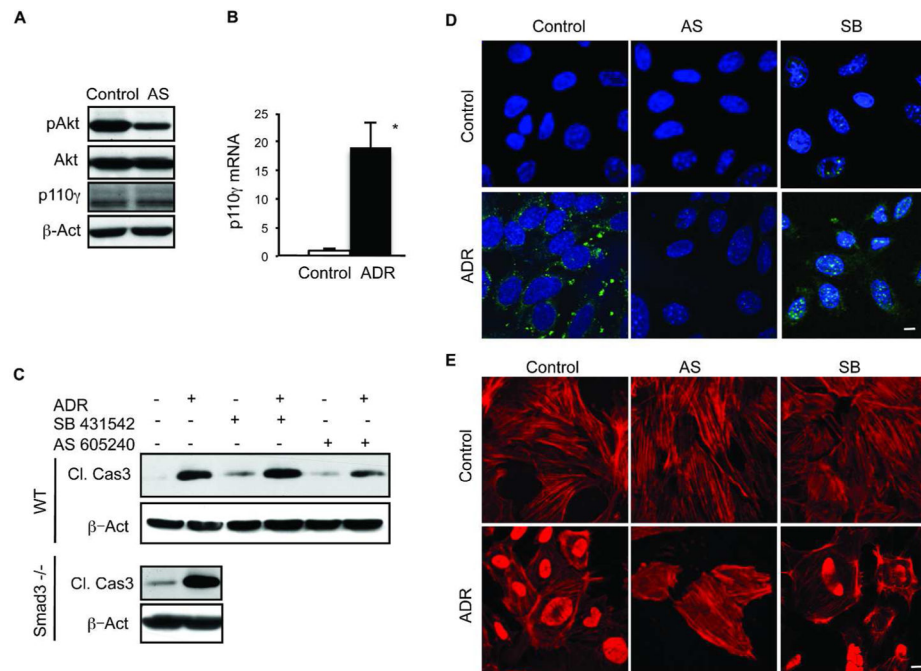 A
Control AS
pAkt
Akt
p110γ
β-Act
B
p110γ mRNA
25
20
15
10
5
0
*
Control ADR
C
ADR - + - + - +
SB 431542 - - + + - -
AS 605240 - - - - + +
WT
Cl. Cas3
β-Act
Smad3 -/-
Cl. Cas3
β-Act
D
Control AS SB
Control
ADR
E
Control AS SB
Control
ADR